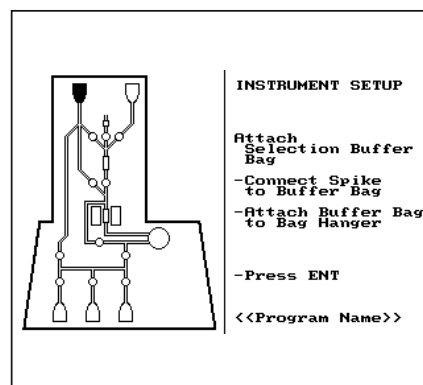 INSTRUMENT SETUP
Attach
Selection Buffer
Bag
-Connect Spike
to Buffer Bag
-Attach Buffer Bag
to Bag Hanger
-Press ENT
<<Program Name>>